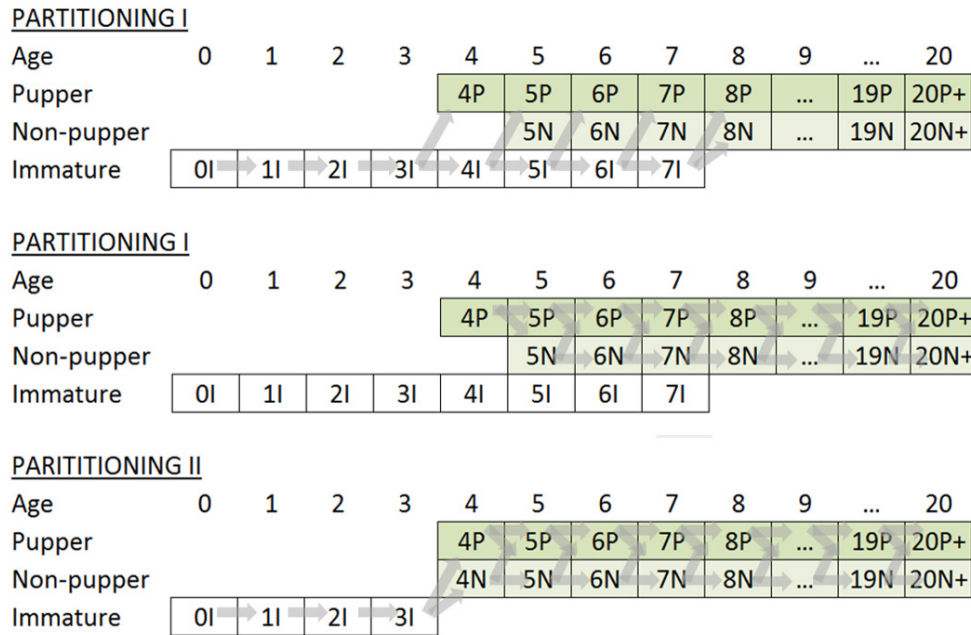 PARTITIONING I
Age 0 1 2 3 4 5 6 7 8 9 ... 20
Pupper 4P 5P 6P 7P 8P ... 19P 20P+
Non-pupper 5N 6N 7N 8N ... 19N 20N+
Immature 0I 1I 2I 3I 4I 5I 6I 7I
PARTITIONING I
Age 0 1 2 3 4 5 6 7 8 9 ... 20
Pupper 4P 5P 6P 7P 8P ... 19P 20P+
Non-pupper 5N 6N 7N 8N ... 19N 20N+
Immature 0I 1I 2I 3I 4I 5I 6I 7I
PARITITIONING II
Age 0 1 2 3 4 5 6 7 8 9 ... 20
Pupper 4P 5P 6P 7P 8P ... 19P 20P+
Non-pupper 4N 5N 6N 7N 8N ... 19N 20N+
Immature 0I 1I 2I 3I